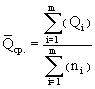 Q̅ср. = m∑i=1 (Qi) / m∑i=1 (ni)